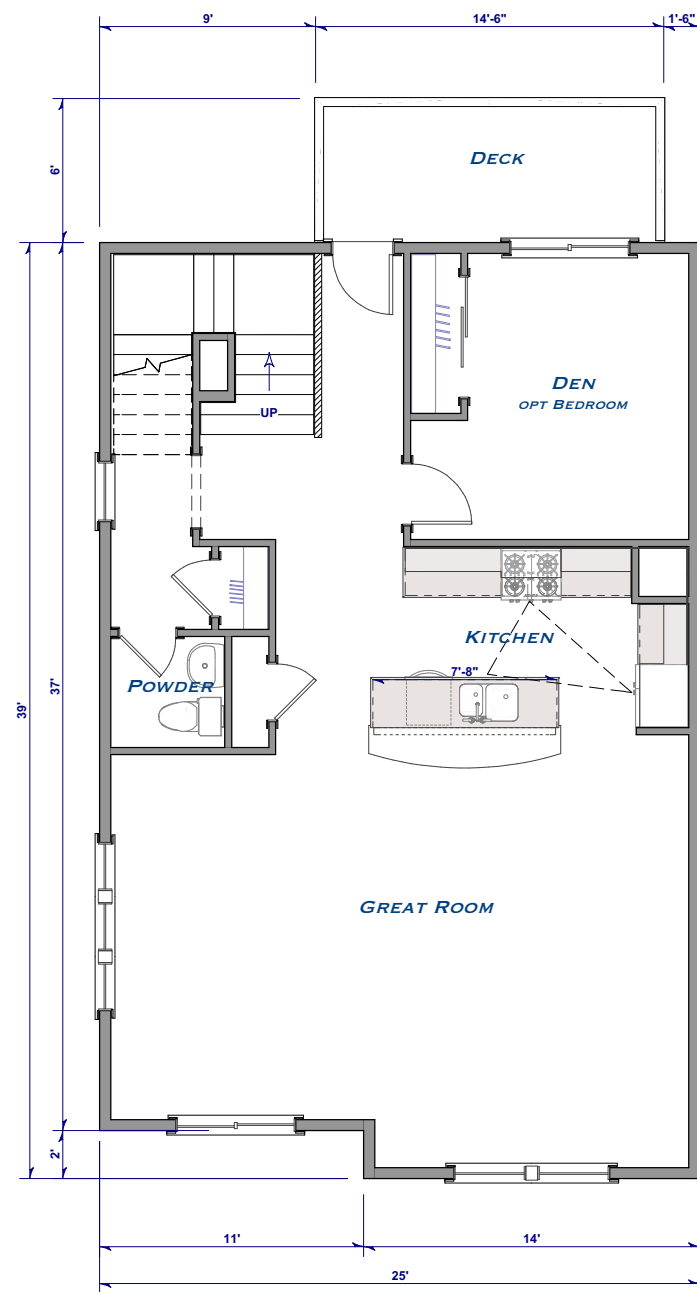 9'
14'-6"
1'-6"
6'
DECK
DEN
OPT BEDROOM
UP
KITCHEN
7'-8"
POWDER
37'
39'
GREAT ROOM
2'
11'
14'
25'